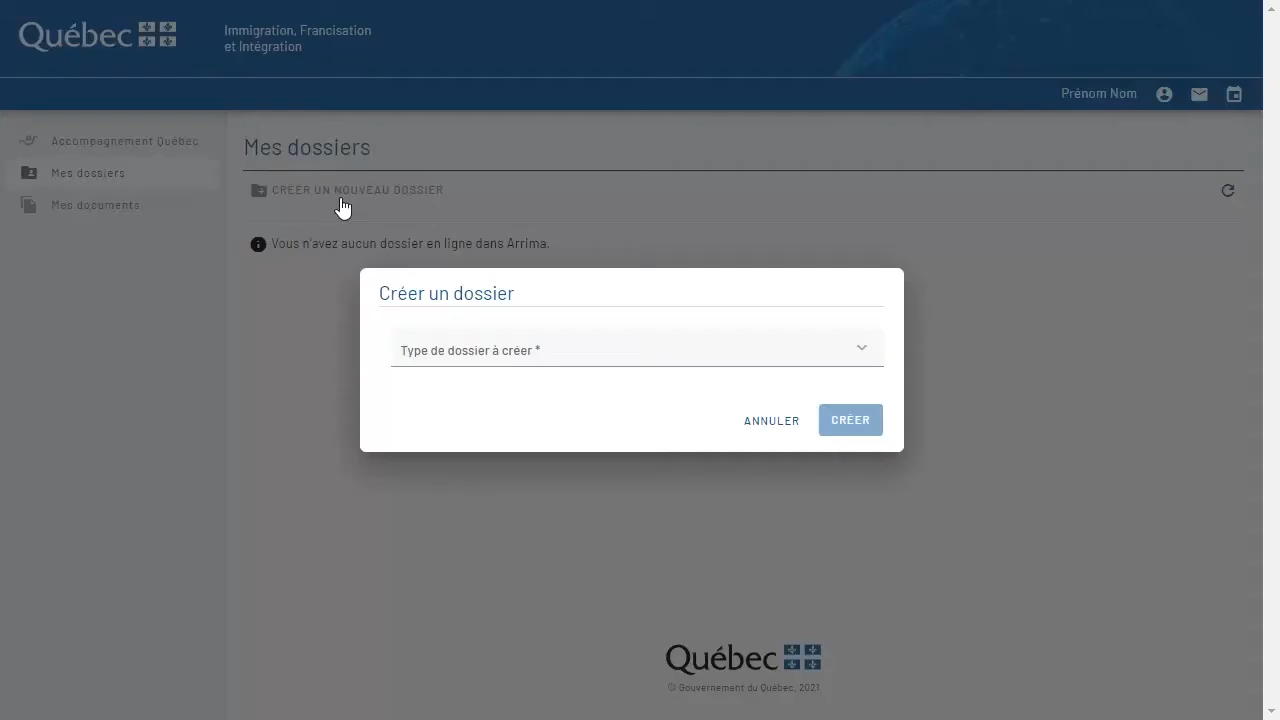 Québec
Immigration, Francisation
et Intégration
Prénom Nom
Accompagnement Québec
Mes dossiers
Mes documents
Mes dossiers
CRÉER UN NOUVEAU DOSSIER
Vous n'avez aucun dossier en ligne dans Arrima.
Créer un dossier
Type de dossier à créer *
ANNULER
CRÉER
Québec
© Gouvernement du Québec, 2021